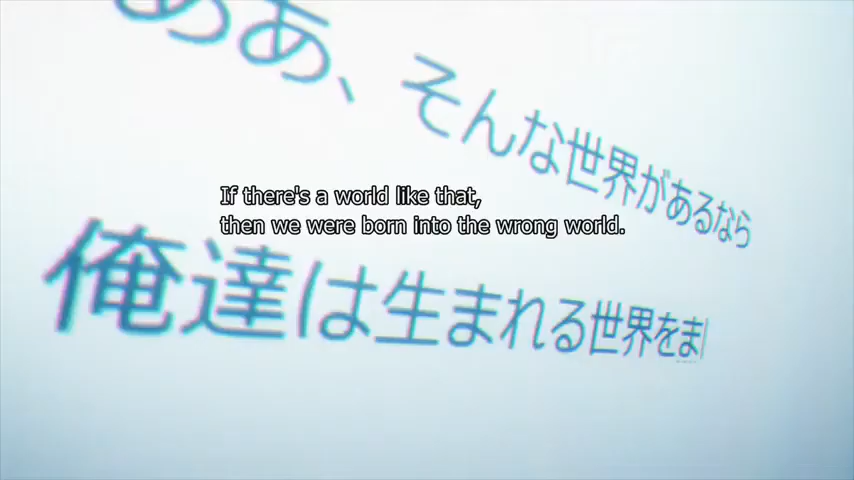 ああ、そんな世界があるなら
If there's a world like that,
then we were born into the wrong world.
俺達は生まれる世界をま